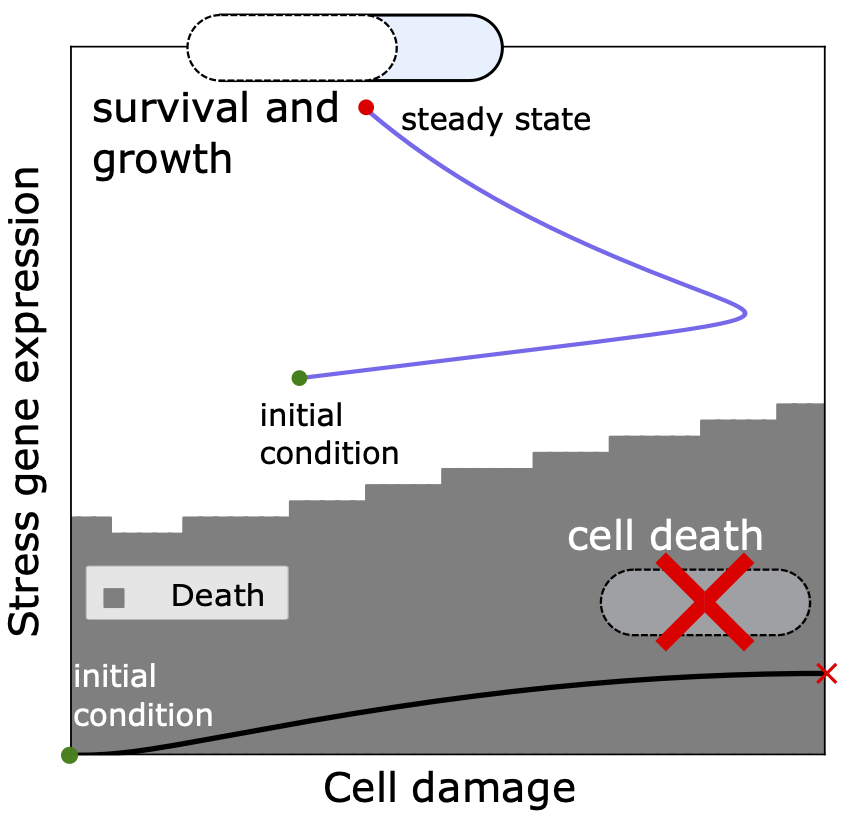 survival and
growth
steady state
Stress gene expression
initial
condition
cell death
Death
initial
condition
Cell damage